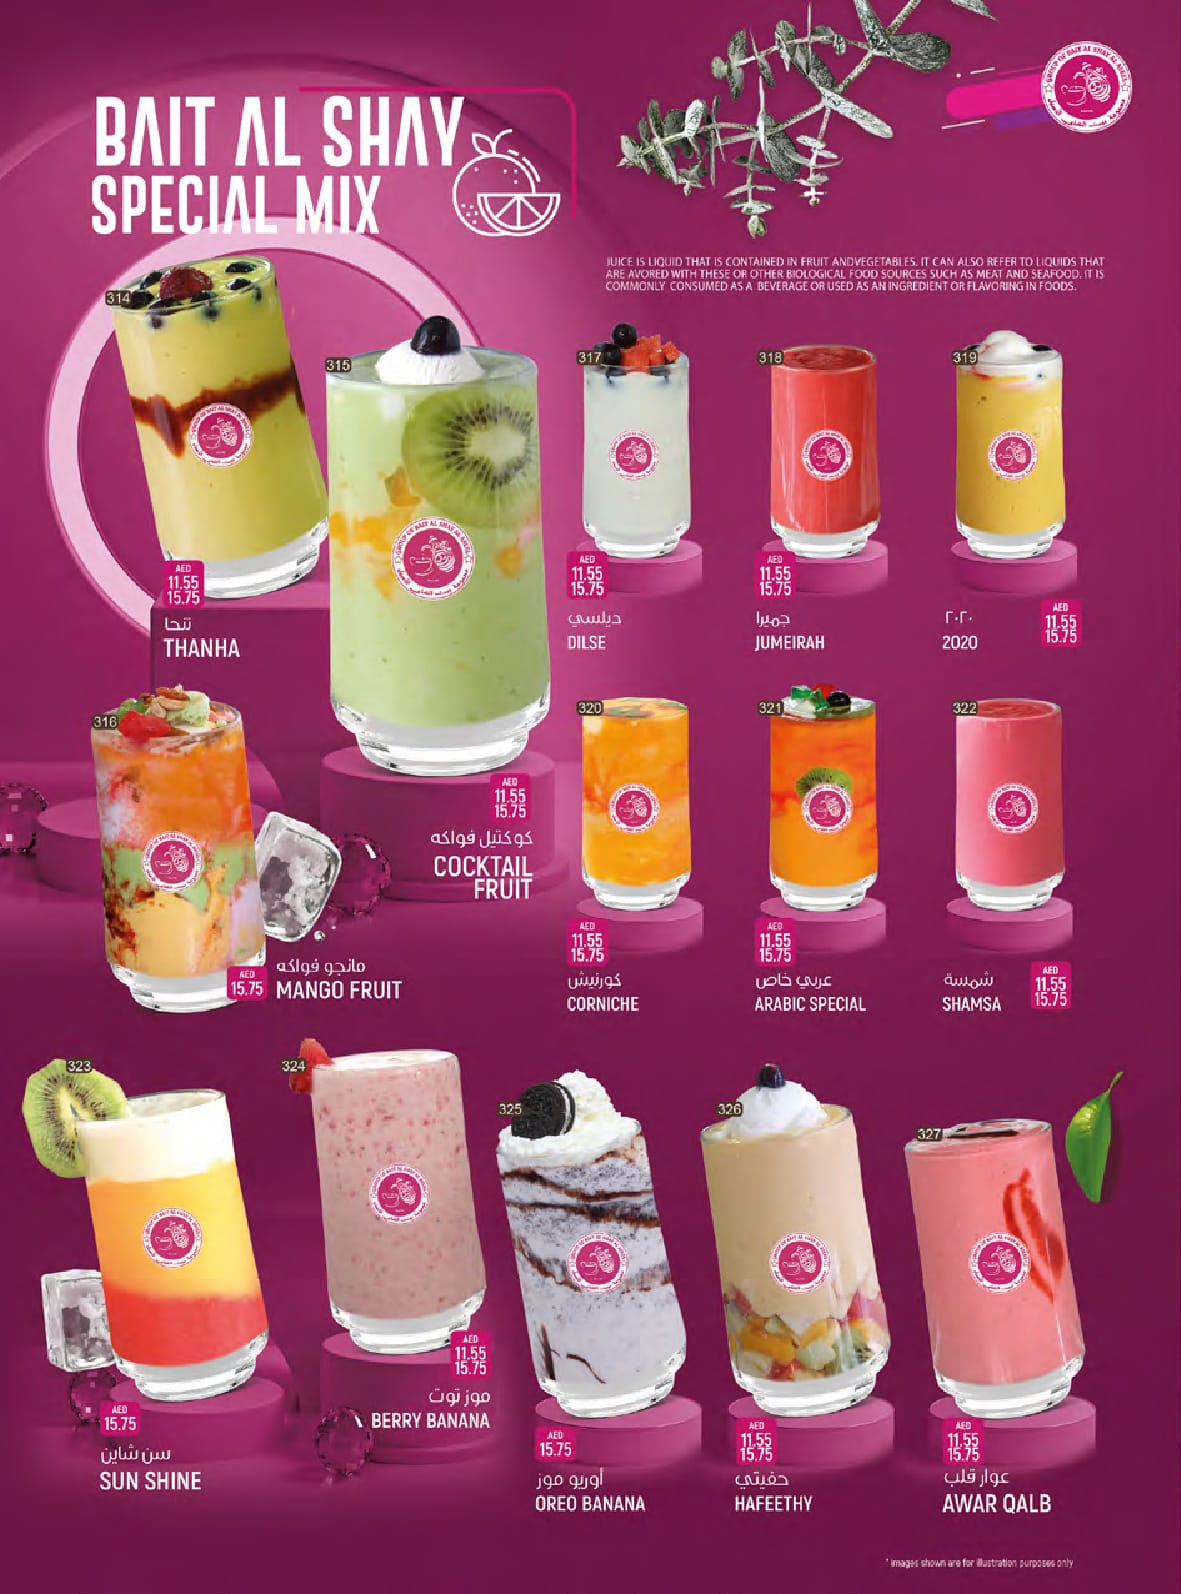 BAIT AL SHAY
SPECIAL MIX
GROUP OF BAIT AL SHAY AL ASEEL
JUICE IS LIQUID THAT IS CONTAINED IN FRUIT ANDVEGETABLES. IT CAN ALSO REFER TO LIQUIDS THAT
ARE AVORED WITH THESE OR OTHER BIOLOGICAL FOOD SOURCES SUCH AS MEAT AND SEAFOOD. IT IS
COMMONLY CONSUMED AS A BEVERAGE OR USED AS AN INGREDIENT OR FLAVORING IN FOODS.
314
AED
11.55
15.75
تنحا
THANHA
315
AED
11.55
15.75
كوكتيل فواكه
COCKTAIL
FRUIT
316
AED
15.75
مانجو فواكه
MANGO FRUIT
317
AED
11.55
15.75
ديلسي
DILSE
318
AED
11.55
15.75
جميرا
JUMEIRAH
319
٢٠٢٠
2020
AED
11.55
15.75
320
AED
11.55
15.75
كورنيش
CORNICHE
321
AED
11.55
15.75
عربي خاص
ARABIC SPECIAL
322
شمسة
SHAMSA
AED
11.55
15.75
323
AED
15.75
سن شاين
SUN SHINE
324
AED
11.55
15.75
موز توت
BERRY BANANA
325
AED
15.75
أوريو موز
OREO BANANA
326
AED
11.55
15.75
حفيتي
HAFEETHY
327
AED
11.55
15.75
عوار قلب
AWAR QALB
* images shown are for illustration purposes only